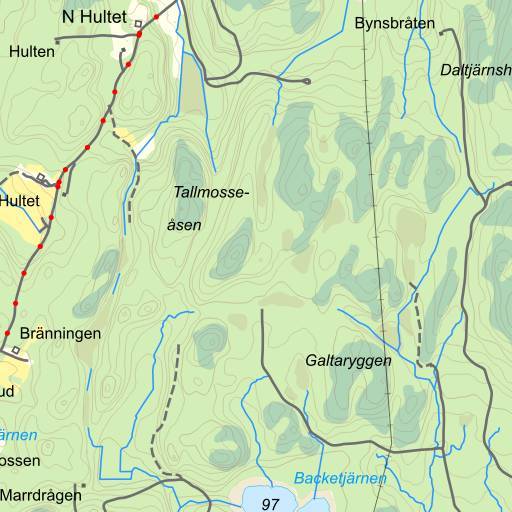 N Hultet
Bynsbråten
Hulten
Daltjärnsh
Tallmosse-
Hultet
åsen
Bränningen
Galtaryggen
ud
ärnen
ossen
Backetjärnen
Marrdrågen
97